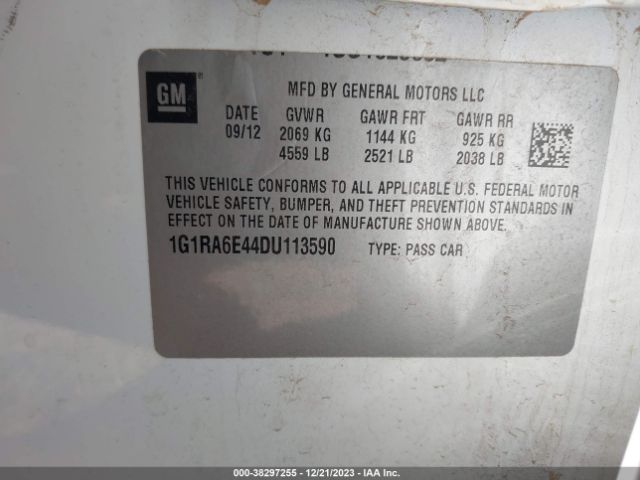 GM
MFD BY GENERAL MOTORS LLC
DATE GVWR GAWR FRT GAWR RR
09/12 2069 KG 1144 KG 925 KG
4559 LB 2521 LB 2038 LB
THIS VEHICLE CONFORMS TO ALL APPLICABLE U.S. FEDERAL MOTOR
VEHICLE SAFETY, BUMPER, AND THEFT PREVENTION STANDARDS IN
EFFECT ON THE DATE OF MANUFACTURE SHOWN ABOVE.
1G1RA6E44DU113590 TYPE: PASS CAR
000-38297255 - 12/21/2023 - IAAI.COM